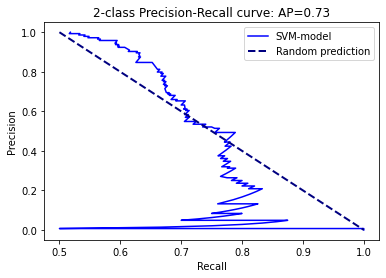 2-class Precision-Recall curve: AP=0.73
SVM-model
Random prediction
Precision
1.0
0.8
0.6
0.4
0.2
0.0
0.5 0.6 0.7 0.8 0.9 1.0
Recall